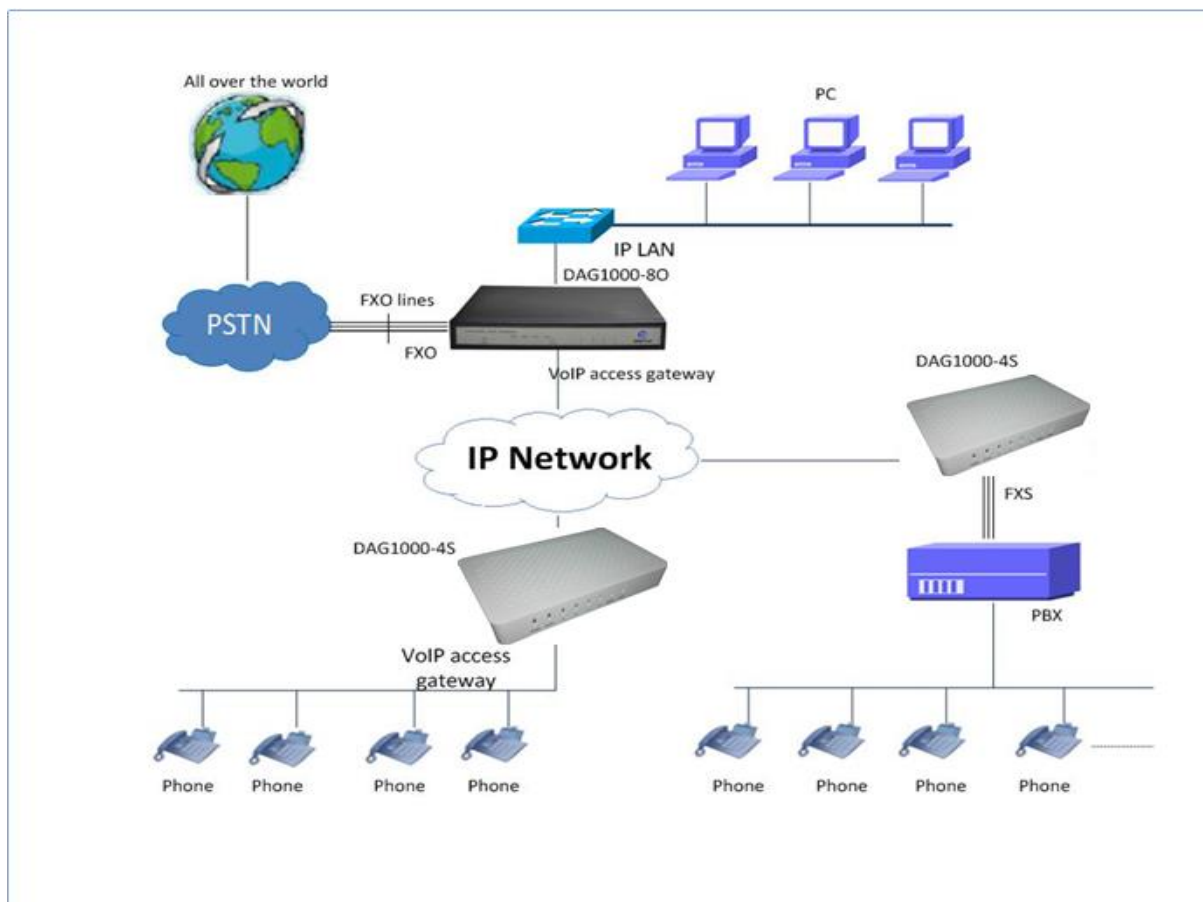 All over the world
PC
IP LAN
DAG1000-8O
FXO lines
PSTN
FXO
VoIP access gateway
DAG1000-4S
IP Network
FXS
DAG1000-4S
PBX
VoIP access
gateway
Phone
Phone
Phone
Phone
Phone
Phone
Phone
Phone